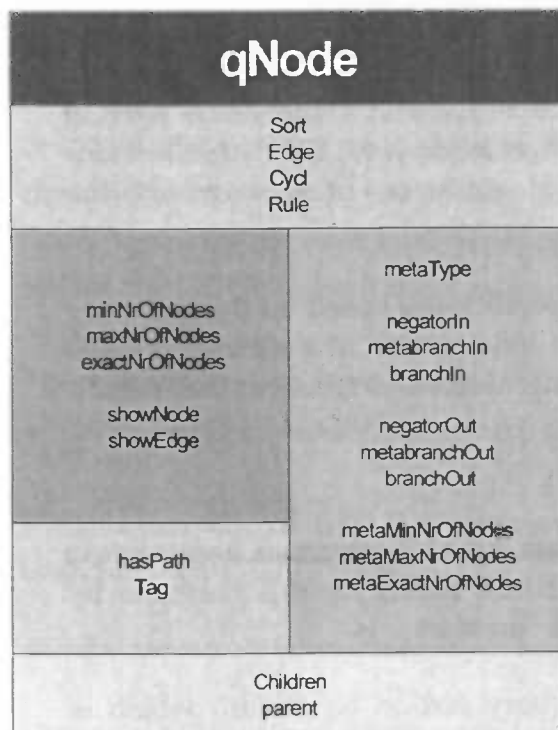 qNode
Sort
Edge
Cycl
Rule
minNrOfNodes
maxNrOfNodes
exactNrOfNodes
showNode
showEdge
hasPath
Tag
metaType
negatorIn
metabranchIn
branchIn
negatorOut
metabranchOut
branchOut
metaMinNrOfNodes
metaMaxNrOfNodes
metaExactNrOfNodes
Children
parent